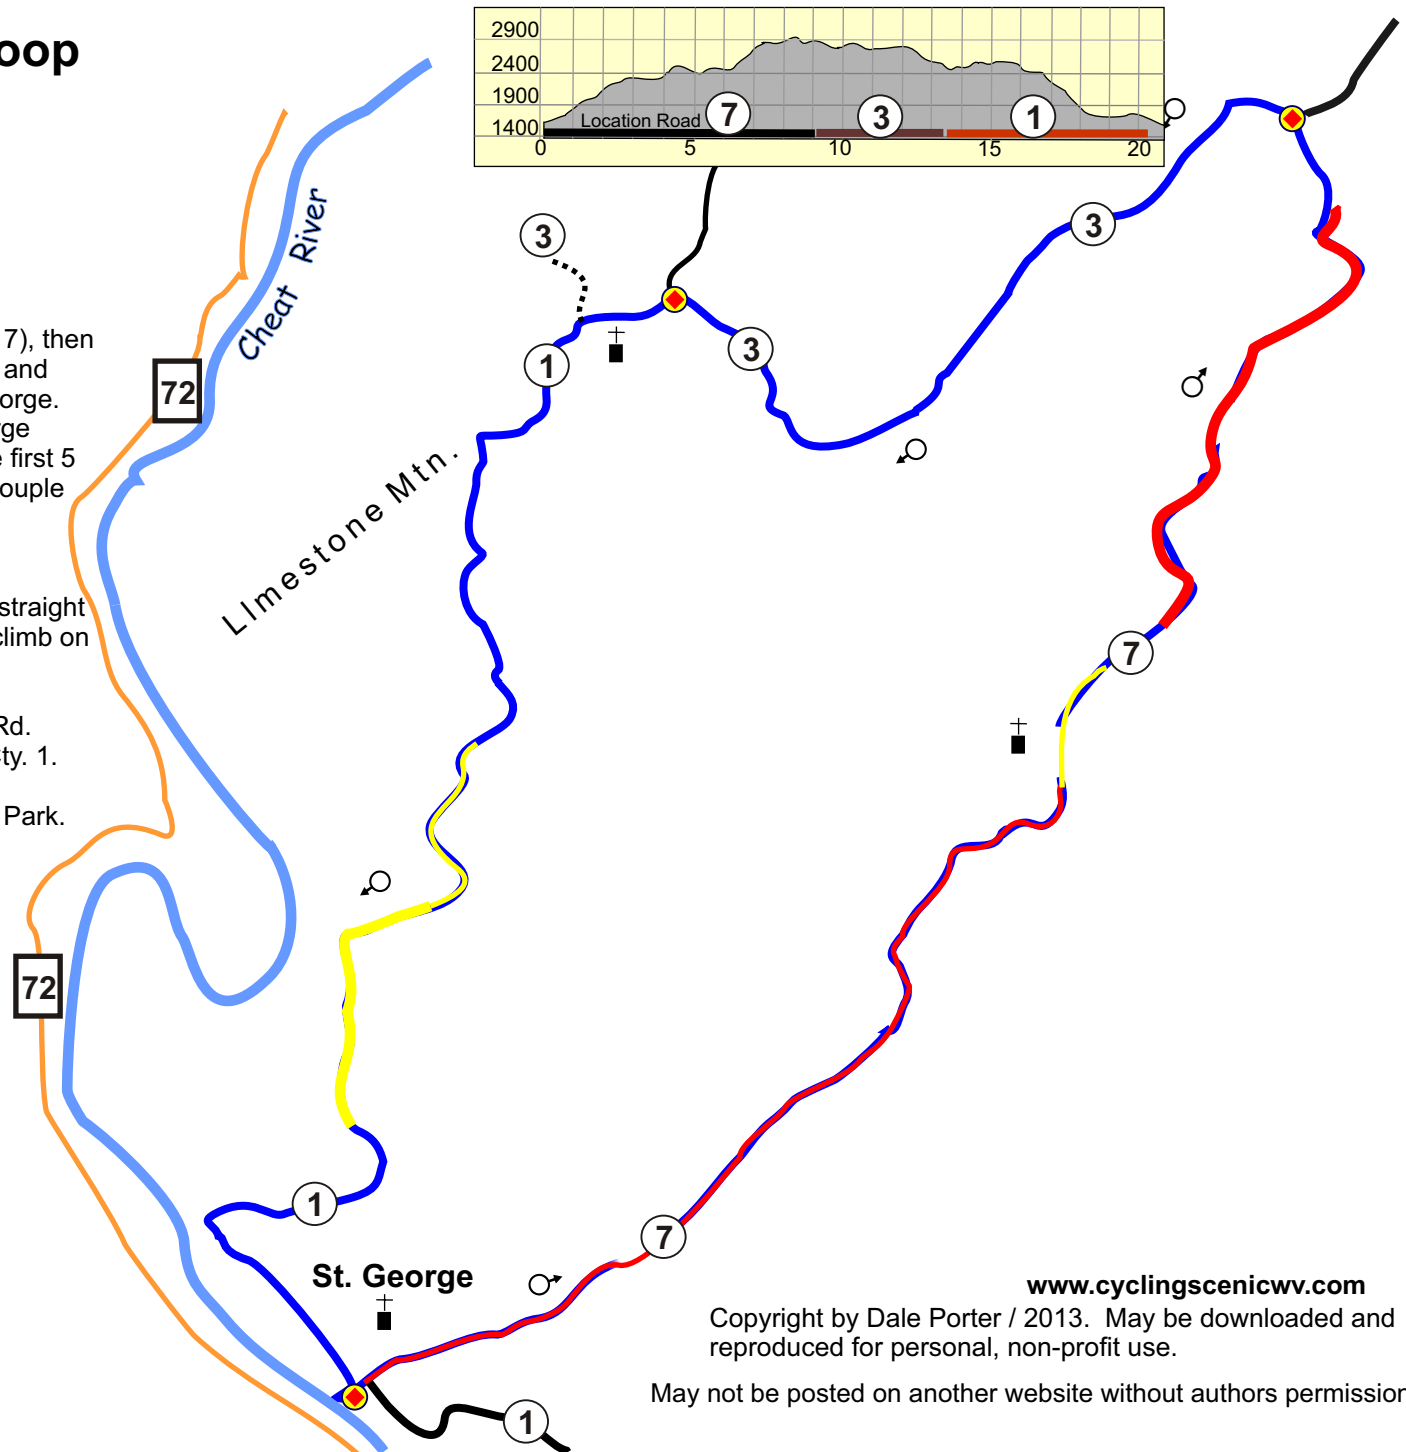 oop
2900
2400
1900
1400
Location Road
7
3
1
0
5
10
15
20
Cheat River
3
3
7), then
and
orge.
rge
e first 5
ouple
72
1
3
LImestone Mtn.
straight
climb on
7
Rd.
Cty. 1.
Park.
72
1
7
St. George
www.cyclingscenicwv.com
Copyright by Dale Porter / 2013. May be downloaded and
reproduced for personal, non-profit use.
May not be posted on another website without authors permission
1